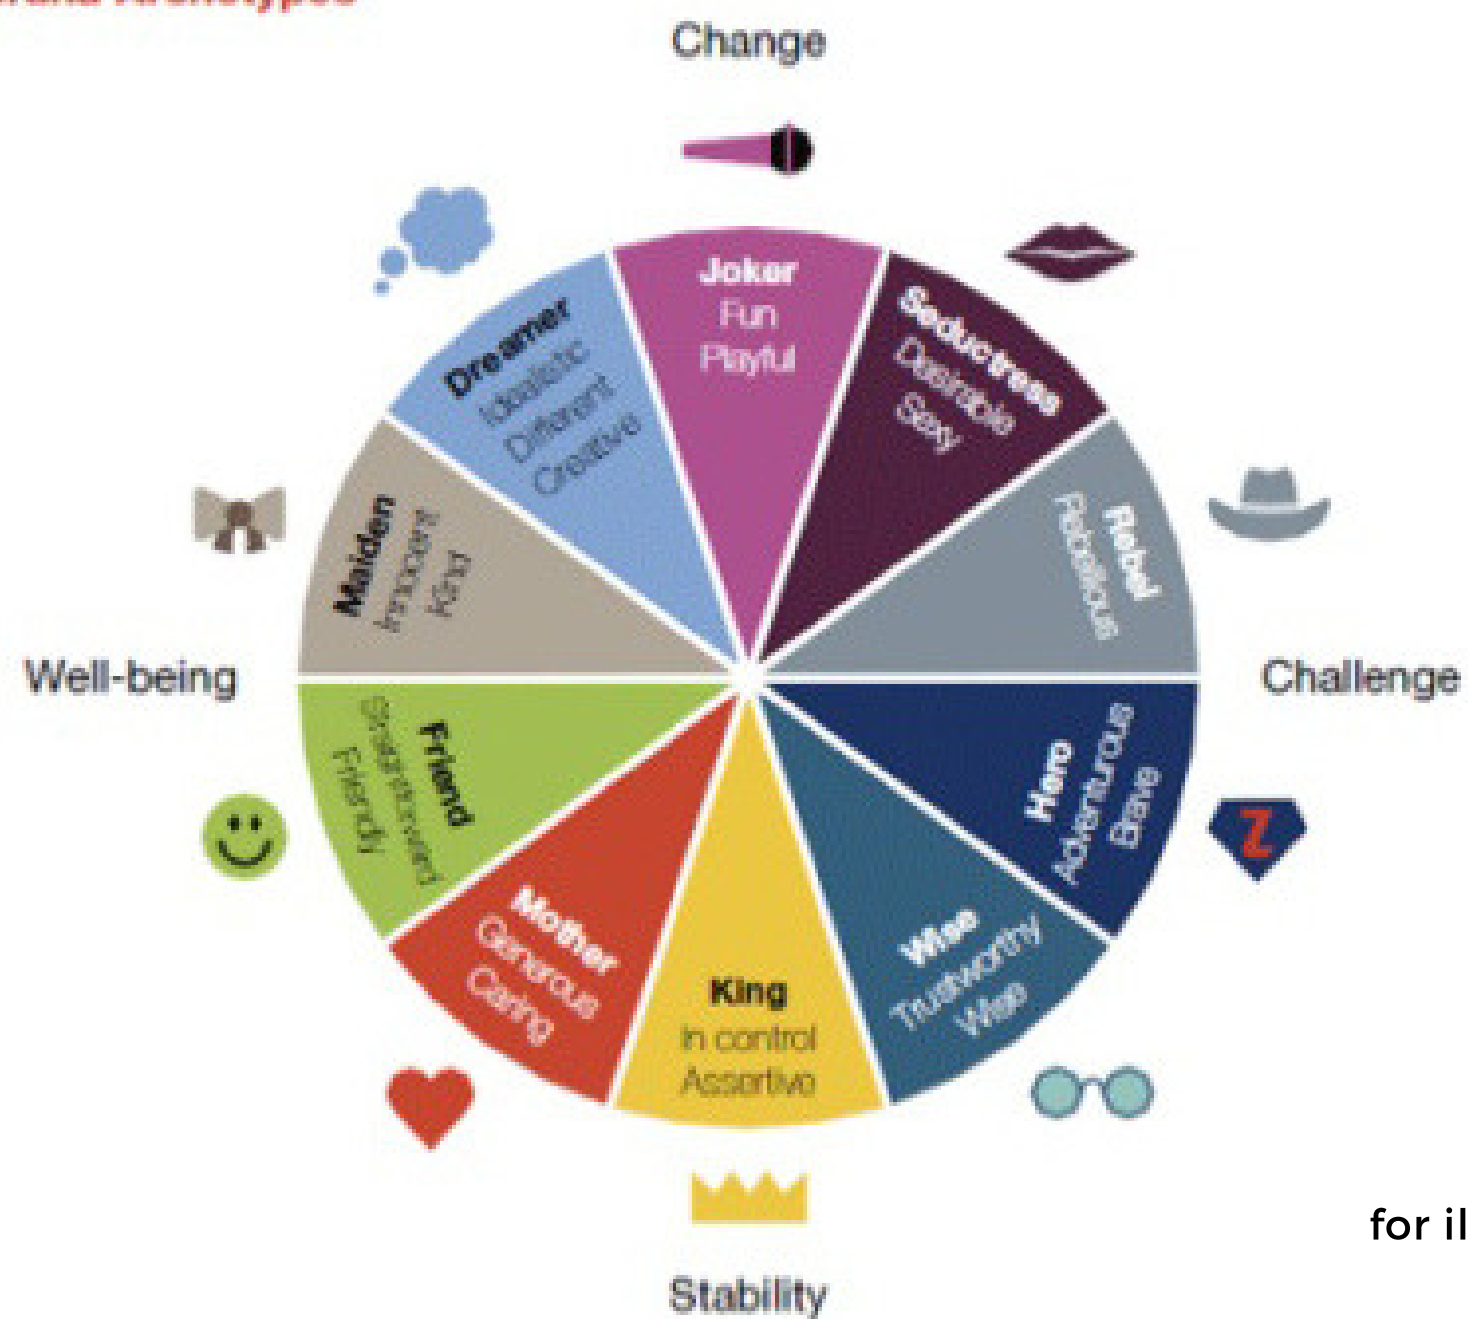 Brand Archetypes
Change
Joker
Fun
Playful
Seductress
Desirable
Sexy
Rebel
Rebellious
Challenge
Hero
Adventurous
Brave
Wise
Trustworthy
Wise
King
In control
Assertive
Mother
Generous
Caring
Friend
Straightforward
Friendly
Well-being
Maiden
Innocent
Kind
Dreamer
Idealistic
Different
Creative
Z
Stability
for il